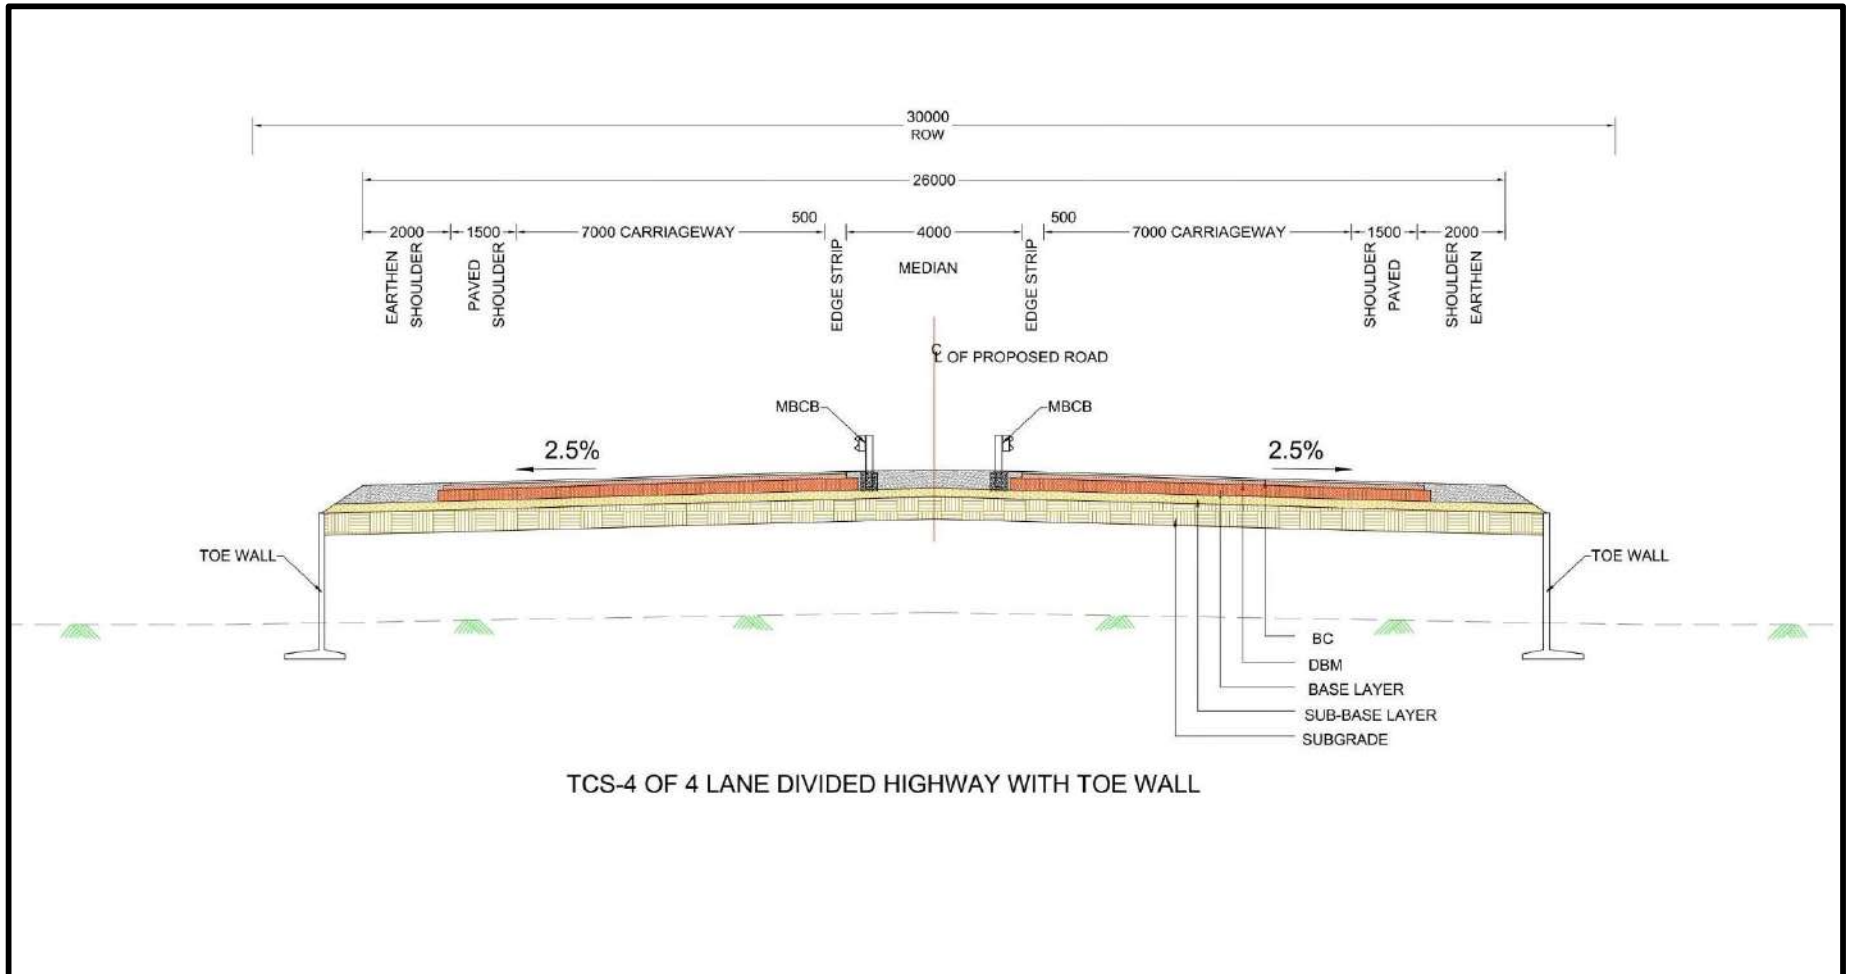 30000
ROW
26000
500 500
2000 1500 7000 CARRIAGEWAY 4000 7000 CARRIAGEWAY 1500 2000
EARTHEN
SHOULDER
PAVED
SHOULDER
EDGE STRIP
MEDIAN
EDGE STRIP
SHOULDER
PAVED
SHOULDER
EARTHEN
℄ OF PROPOSED ROAD
MBCB MBCB
2.5% 2.5%
TOE WALL TOE WALL
BC
DBM
BASE LAYER
SUB-BASE LAYER
SUBGRADE
TCS-4 OF 4 LANE DIVIDED HIGHWAY WITH TOE WALL